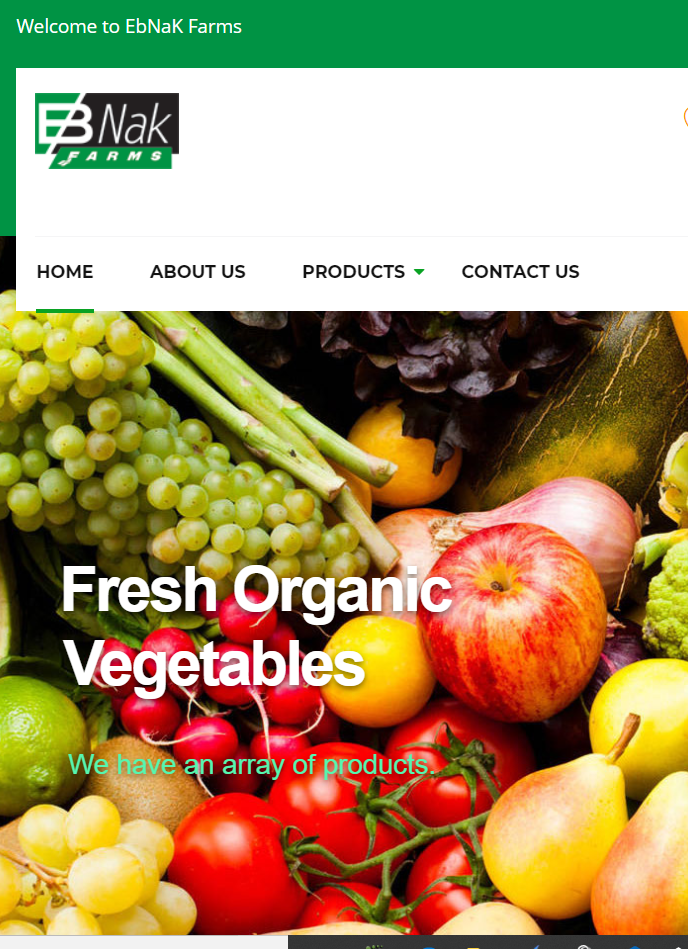 Welcome to EbNaK Farms
EB Nak
FARMS
HOME ABOUT US PRODUCTS CONTACT US
Fresh Organic
Vegetables
We have an array of products.